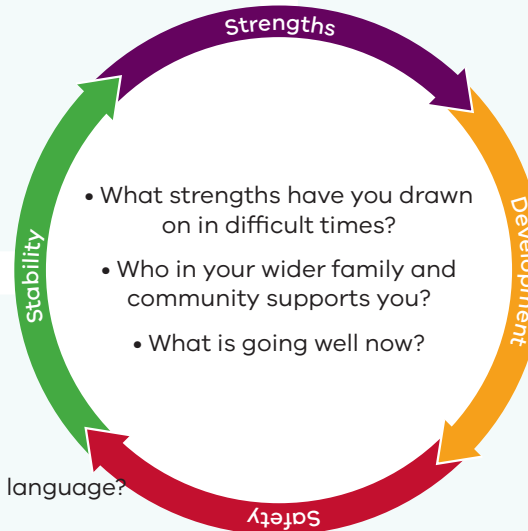 Strengths
• What strengths have you drawn
on in difficult times?
• Who in your wider family and
community supports you?
• What is going well now?
Stability
Development
language?
Safety